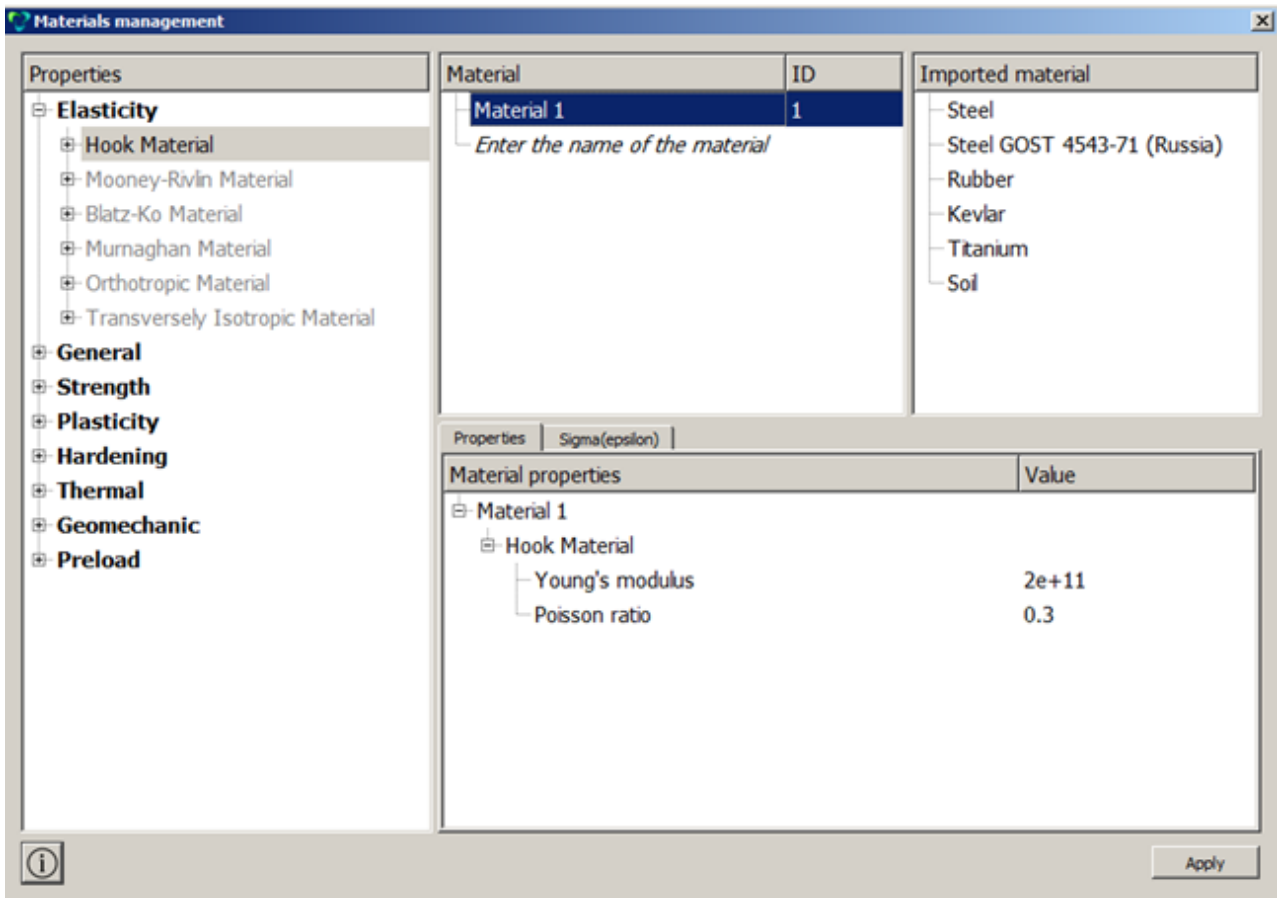 Materials management
Properties
Elasticity
Hook Material
Mooney-Rivlin Material
Blatz-Ko Material
Murnaghan Material
Orthotropic Material
Transversely Isotropic Material
General
Strength
Plasticity
Hardening
Thermal
Geomechanic
Preload
Material ID
Material 1 1
Enter the name of the material
Imported material
Steel
Steel GOST 4543-71 (Russia)
Rubber
Kevlar
Titanium
Soil
Properties Sigma(epsilon)
Material properties Value
Material 1
Hook Material
Young's modulus 2e+11
Poisson ratio 0.3
Apply